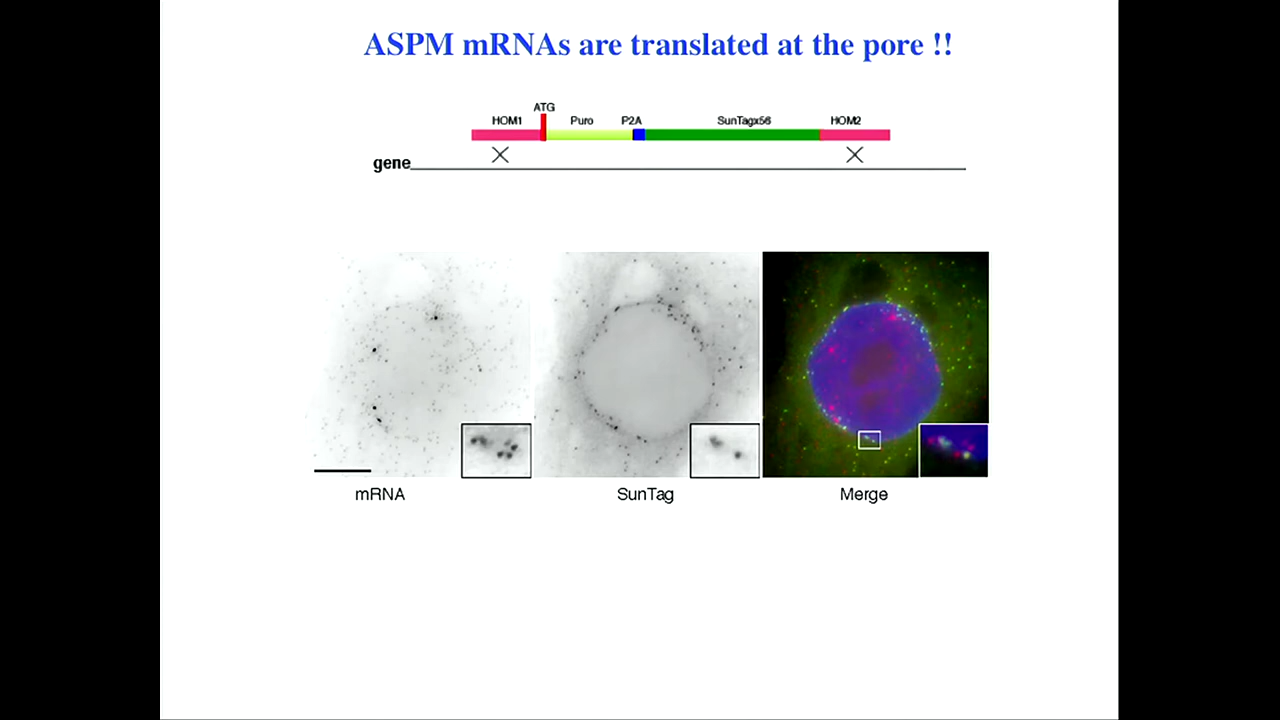 ASPM mRNAs are translated at the pore !!
ATG
HOM1 Puro P2A SunTagx56 HOM2
gene
mRNA SunTag Merge